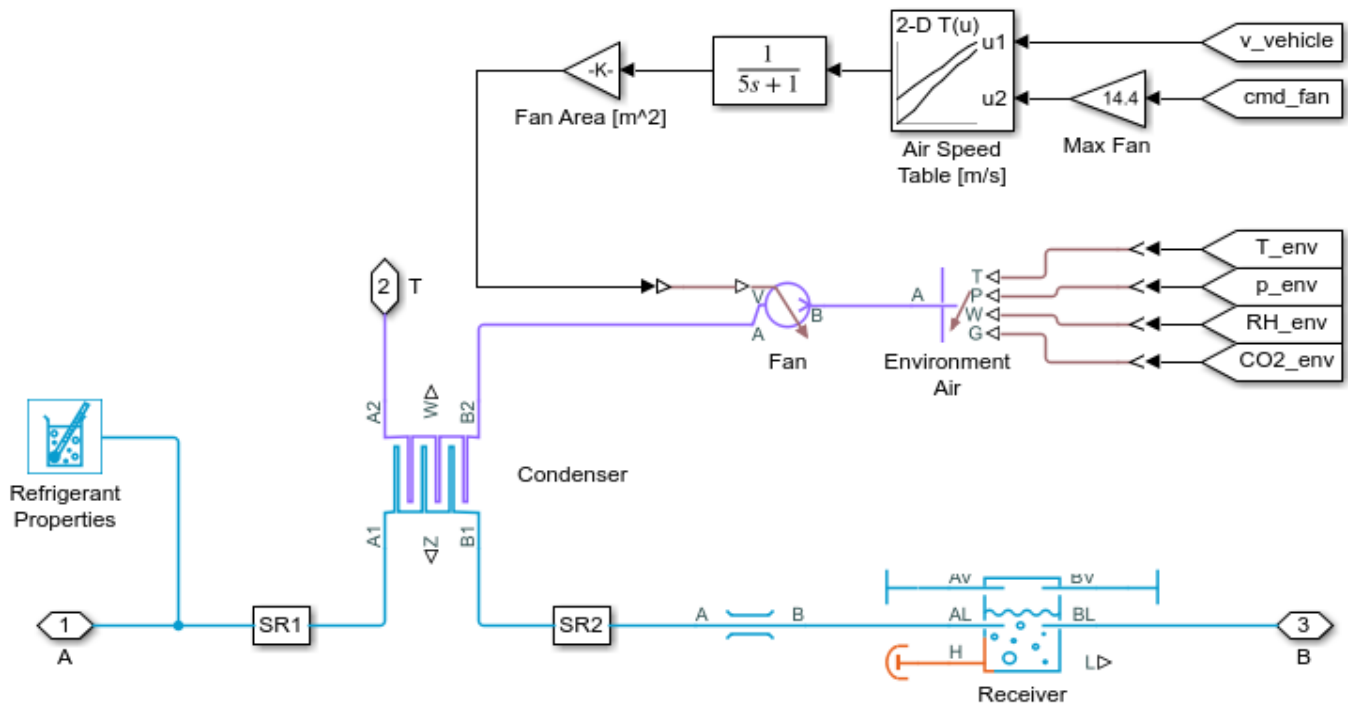 2-D T(u)
u1
u2
v_vehicle
1
5s + 1
-K-
14.4
cmd_fan
Fan Area [m^2]
Air Speed
Table [m/s]
Max Fan
2
T
T
P
W
G
T_env
p_env
RH_env
CO2_env
V
A
B
A
Fan
Environment
Air
A2
W
B2
Condenser
A1
Z
B1
Refrigerant
Properties
1
A
SR1
SR2
A
B
AV
BV
AL
BL
H
L
Receiver
3
B